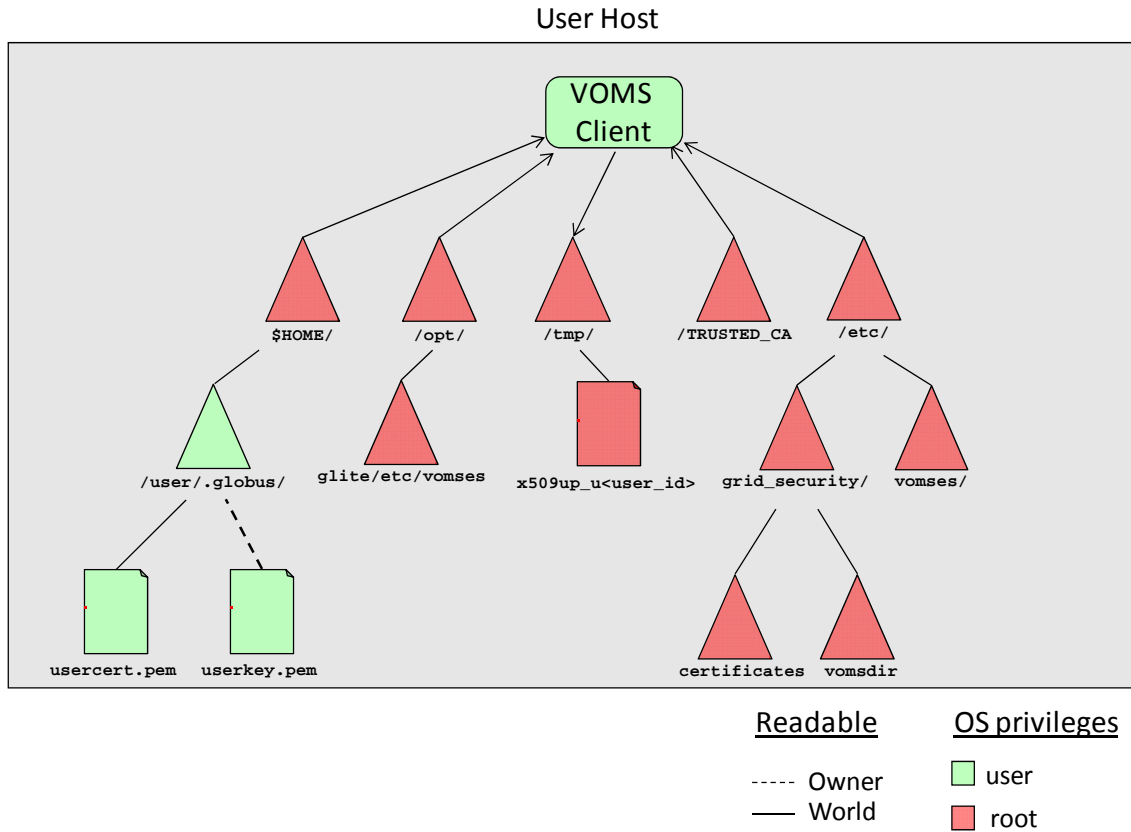 User Host
VOMS
Client
$HOME/
/opt/
/tmp/
/TRUSTED_CA
/etc/
/user/.globus/
glite/etc/vomses
x509up_u<user_id>
grid_security/
vomses/
usercert.pem
userkey.pem
certificates
vomsdir
Readable
OS privileges
Owner
World
user
root